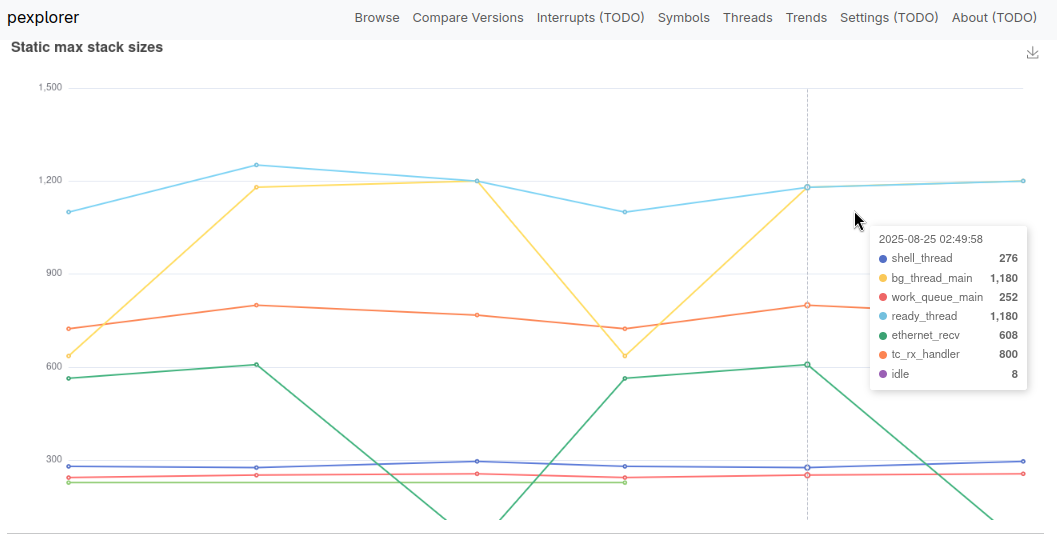 pexplorer
Browse Compare Versions Interrupts (TODO) Symbols Threads Trends Settings (TODO) About (TODO)
Static max stack sizes
1,500
1,200
900
600
300
2025-08-25 02:49:58
shell_thread 276
bg_thread_main 1,180
work_queue_main 252
ready_thread 1,180
ethernet_recv 608
tc_rx_handler 800
idle 8